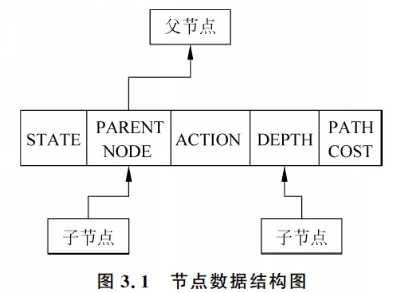 父节点
STATE
PARENT
NODE
ACTION
DEPTH
PATH
COST
子节点
子节点
图 3.1 节点数据结构图